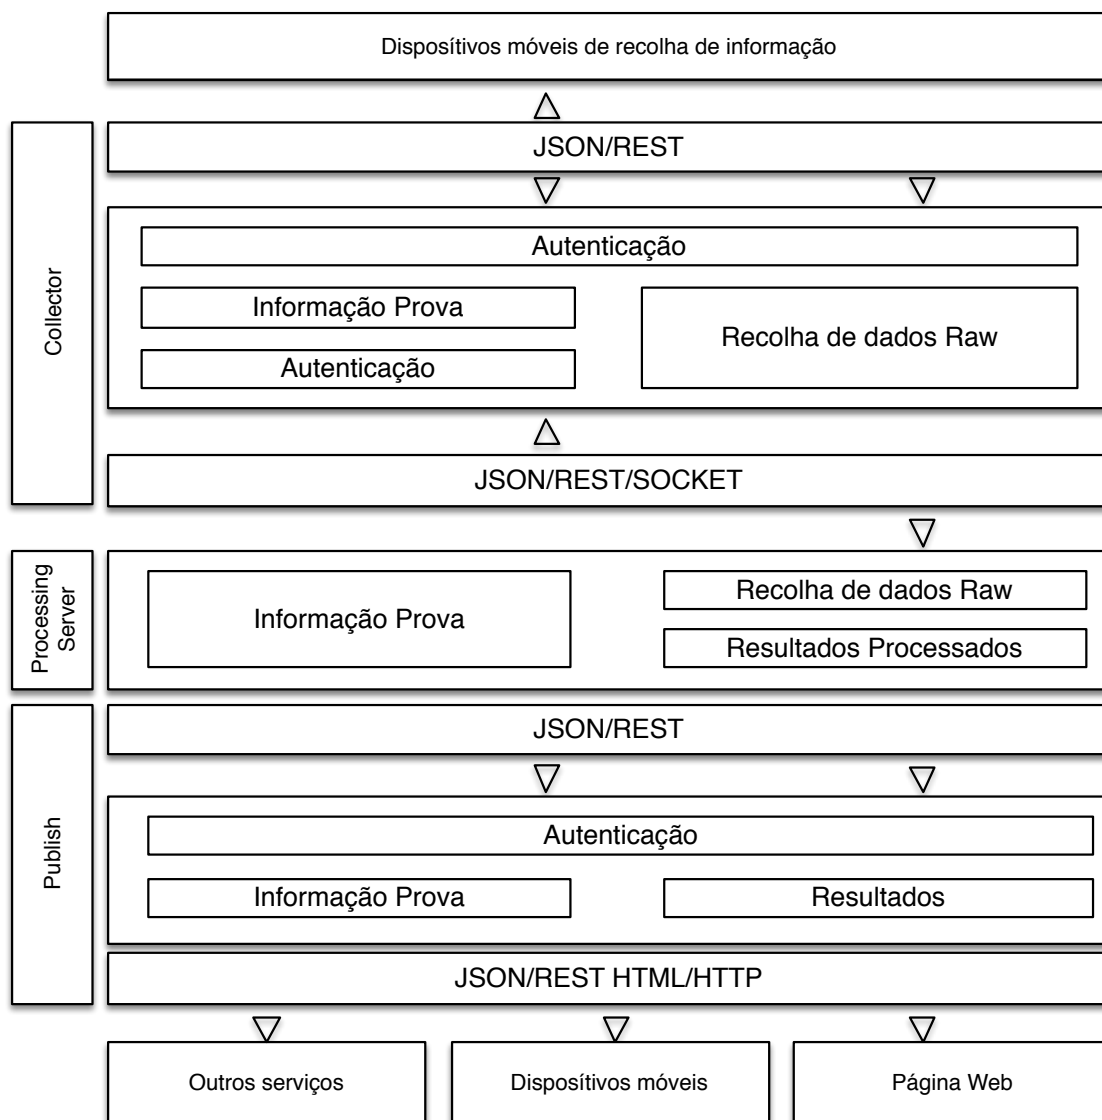 Disposítivos móveis de recolha de informação
JSON/REST
Collector
Autenticação
Informação Prova
Recolha de dados Raw
Autenticação
JSON/REST/SOCKET
Processing
Server
Informação Prova
Recolha de dados Raw
Resultados Processados
JSON/REST
Publish
Autenticação
Informação Prova
Resultados
JSON/REST HTML/HTTP
Outros serviços
Disposítivos móveis
Página Web